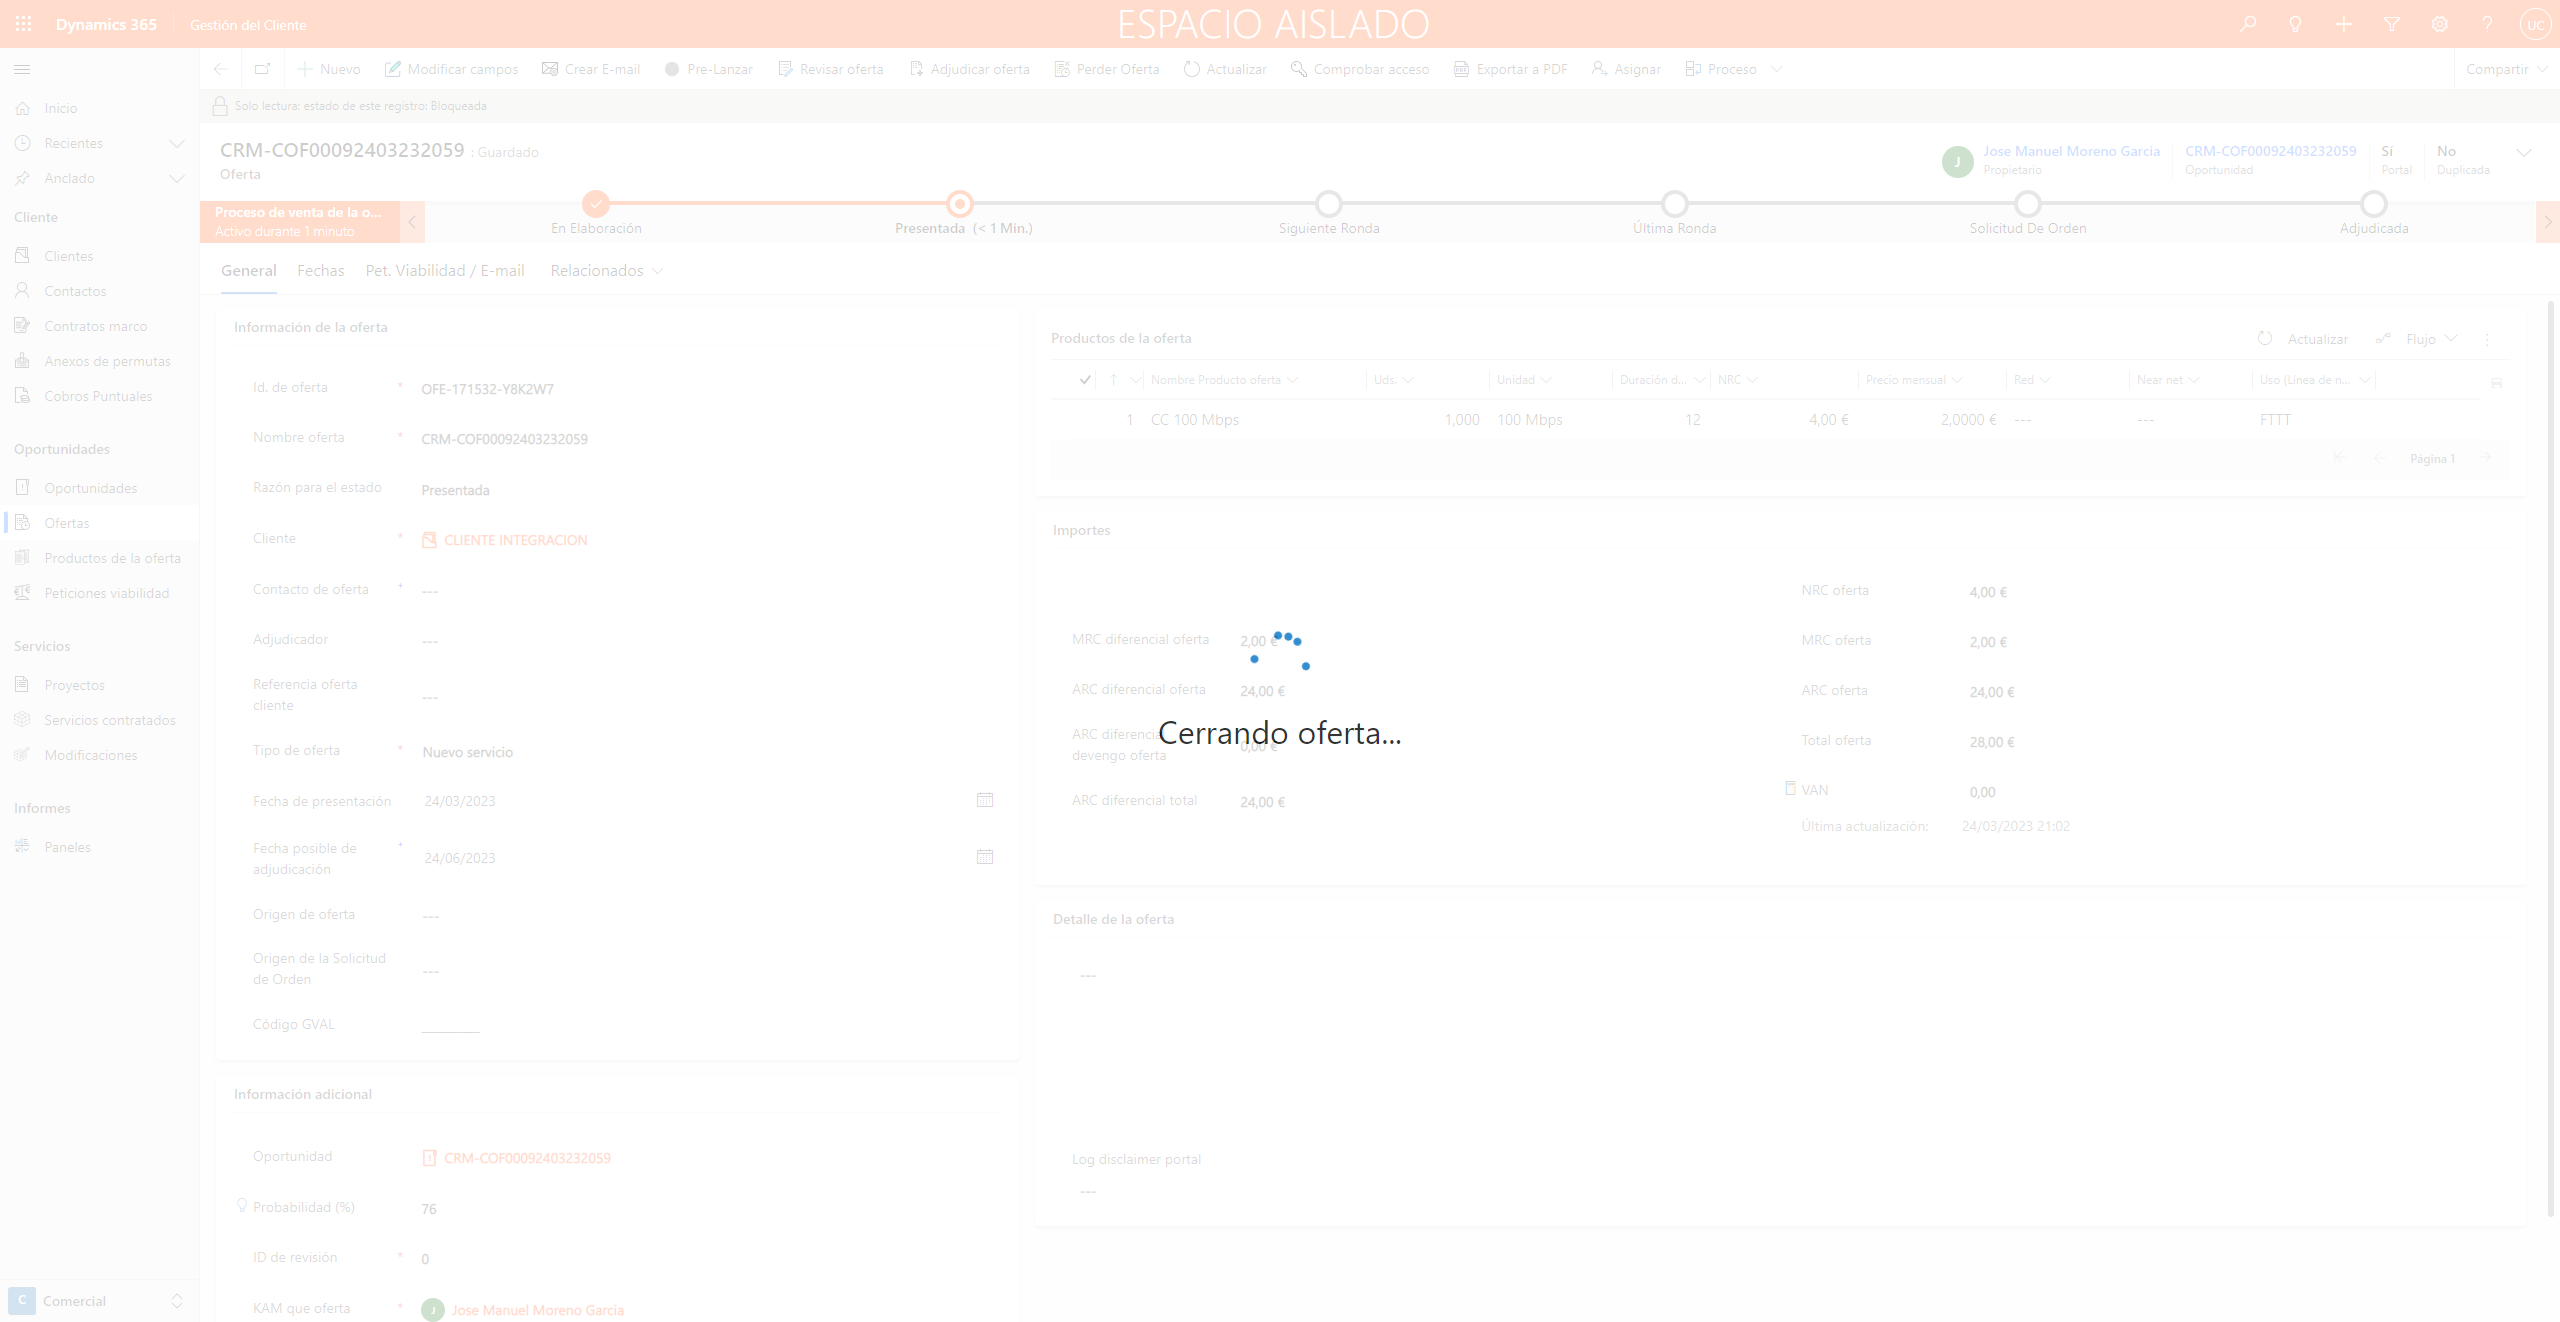 Dynamics 365
Gestión del Cliente
ESPACIO AISLADO
UC
Nuevo
Modificar campos
Crear E-mail
Pre-Lanzar
Revisar oferta
Adjudicar oferta
Perder Oferta
Actualizar
Comprobar acceso
Exportar a PDF
Asignar
Proceso
Compartir
Solo lectura: estado de este registro: Bloqueada
Inicio
Recientes
Anclado
Cliente
Clientes
Contactos
Contratos marco
Anexos de permutas
Cobros Puntuales
Oportunidades
Oportunidades
Ofertas
Productos de la oferta
Peticiones viabilidad
Servicios
Proyectos
Servicios contratados
Modificaciones
Informes
Paneles
C Comercial
CRM-COF00092403232059 : Guardado
Oferta
J
Jose Manuel Moreno Garcia
Propietario
CRM-COF00092403232059
Oportunidad
Sí
Portal
No
Duplicada
Proceso de venta de la o...
Activo durante 1 minuto
En Elaboración
Presentada (< 1 Min.)
Siguiente Ronda
Última Ronda
Solicitud De Orden
Adjudicada
General
Fechas
Pet. Viabilidad / E-mail
Relacionados
Información de la oferta
Id. de oferta * OFE-171532-Y8K2W7
Nombre oferta * CRM-COF00092403232059
Razón para el estado Presentada
Cliente * CLIENTE INTEGRACION
Contacto de oferta + ---
Adjudicador ---
Referencia oferta
cliente
---
Tipo de oferta * Nuevo servicio
Fecha de presentación 24/03/2023
Fecha posible de
adjudicación
+ 24/06/2023
Origen de oferta ---
Origen de la Solicitud
de Orden
---
Código GVAL ________
Información adicional
Oportunidad CRM-COF00092403232059
Probabilidad (%) 76
ID de revisión * 0
KAM que oferta * J Jose Manuel Moreno Garcia
Productos de la oferta
Actualizar
Flujo
Nombre Producto oferta
Uds.
Unidad
Duración d...
NRC
Precio mensual
Red
Near net
Uso (Línea de n...
1 CC 100 Mbps 1,000 100 Mbps 12 4,00 € 2,0000 € --- --- FTTT
Página 1
Importes
MRC diferencial oferta 2,00 €
ARC diferencial oferta 24,00 €
ARC diferencial
devengo oferta
0,00 €
ARC diferencial total 24,00 €
NRC oferta 4,00 €
MRC oferta 2,00 €
ARC oferta 24,00 €
Total oferta 28,00 €
VAN 0,00
Última actualización: 24/03/2023 21:02
Cerrando oferta...
Detalle de la oferta
---
Log disclaimer portal
---